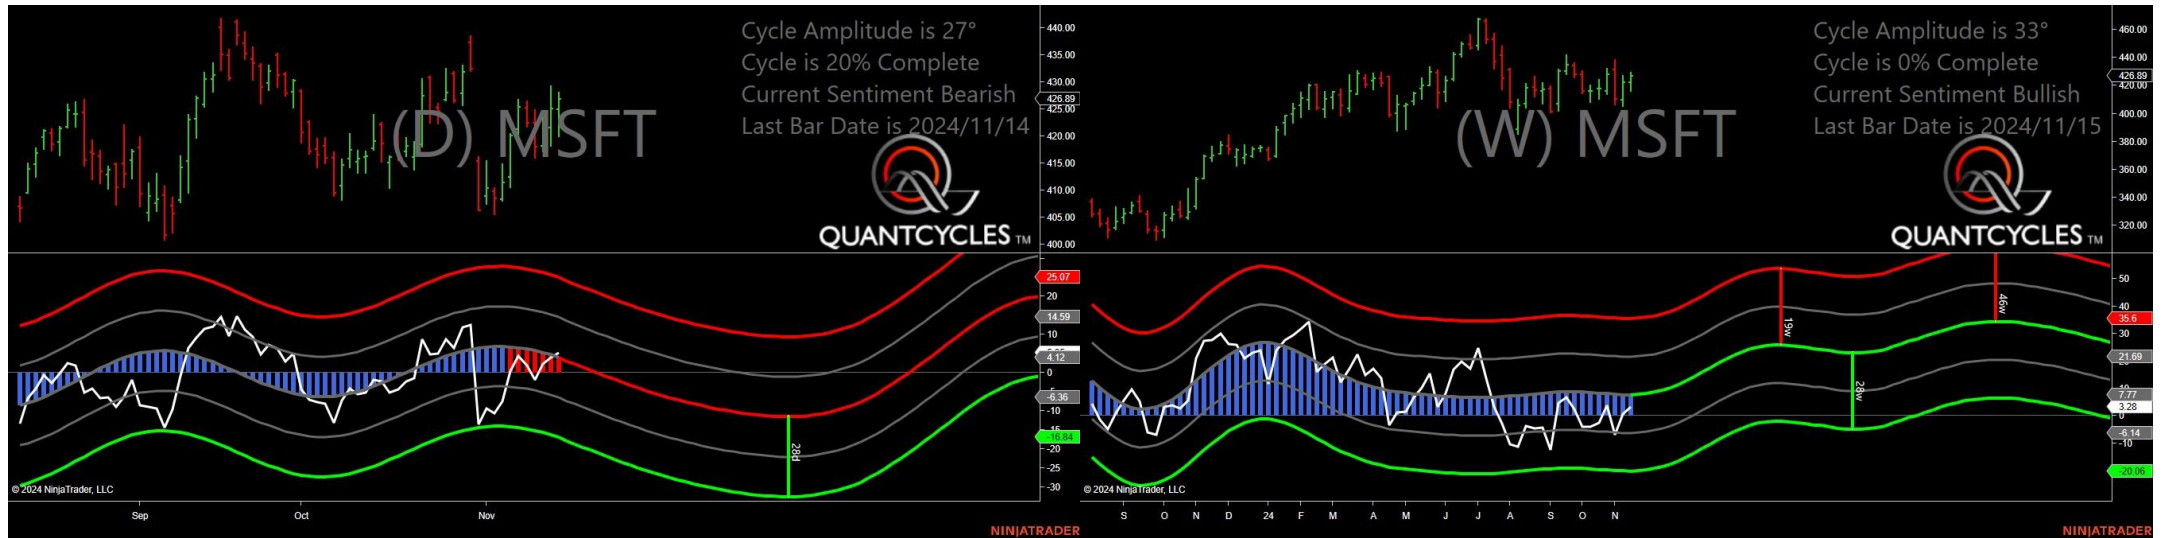 Cycle Amplitude is 27°
Cycle is 20% Complete
Current Sentiment Bearish
Last Bar Date is 2024/11/14
(D) MSFT
QUANTCYCLES TM
440.00
430.00
426.89
425.00
420.00
415.00
410.00
405.00
400.00
25.07
20
14.59
10
4.12
0
-6.36
-10
-16.84
-20
-25
-30
28d
© 2024 NinjaTrader, LLC
Sep Oct Nov
NINJATRADER
Cycle Amplitude is 33°
Cycle is 0% Complete
Current Sentiment Bullish
Last Bar Date is 2024/11/15
(W) MSFT
QUANTCYCLES TM
460.00
440.00
426.89
420.00
400.00
380.00
360.00
340.00
320.00
50
40
35.6
30
21.69
7.77
3.28
0
-6.14
-10
-20.06
19w
28w
46w
© 2024 NinjaTrader, LLC
S O N D 24 F M A M J J A S O N
NINJATRADER